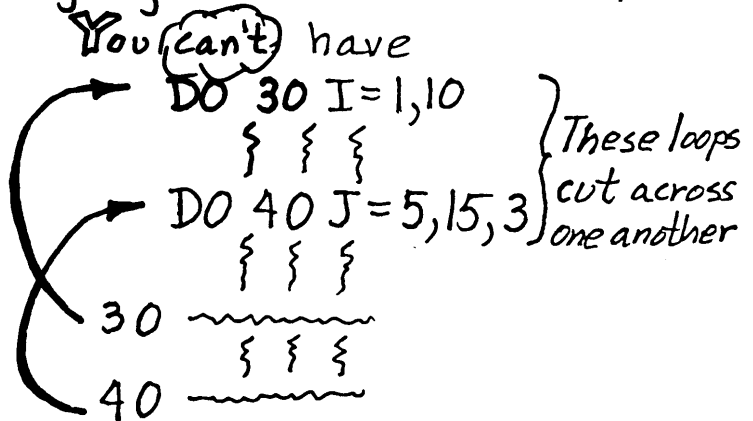 You can't have
DO 30 I=1,10
These loops
cut across
one another
DO 40 J=5,15,3
30
40